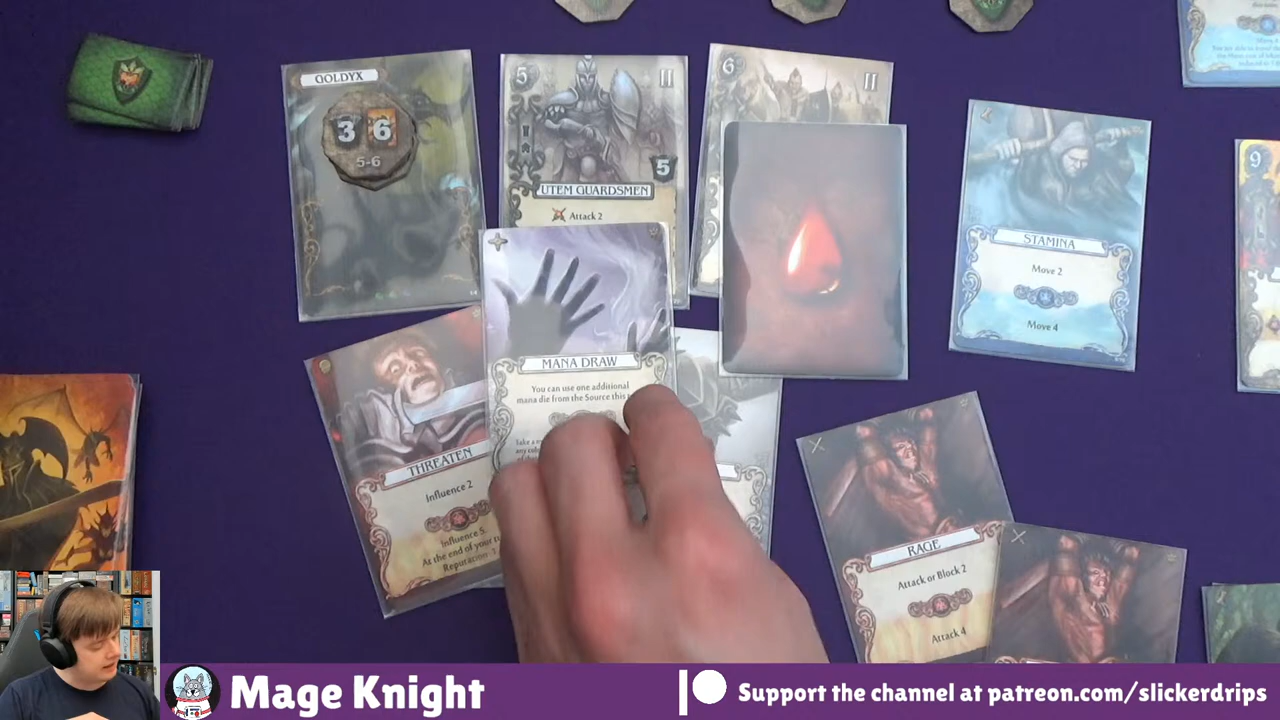 GOLDYX
3 6
5-6
5
II
5
UTEM GUARDSMEN
Attack 2
6
II
STAMINA
Move 2
Move 4
9
MANA DRAW
You can use one additional
mana die from the Source this
THREATEN
Influence 2
Influence 5.
At the end of your
Reputation
RAGE
Attack or Block 2
Attack 4
Mage Knight
Support the channel at patreon.com/slickerdrips